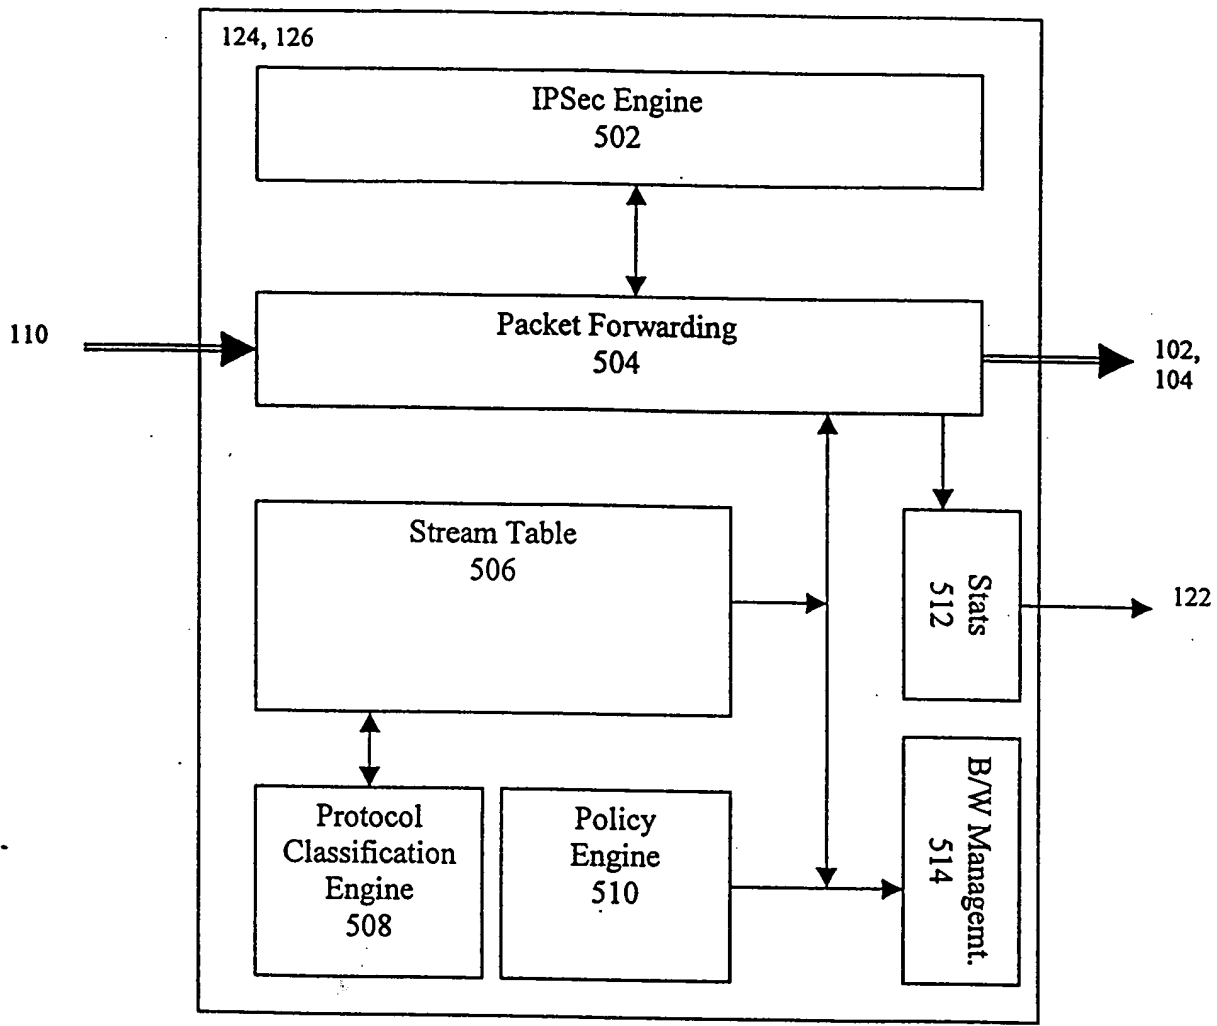 124, 126
IPSec Engine
502
Packet Forwarding
504
110
102,
104
Stream Table
506
Stats
512
122
Protocol
Classification
Engine
508
Policy
Engine
510
B/W Managemt.
514